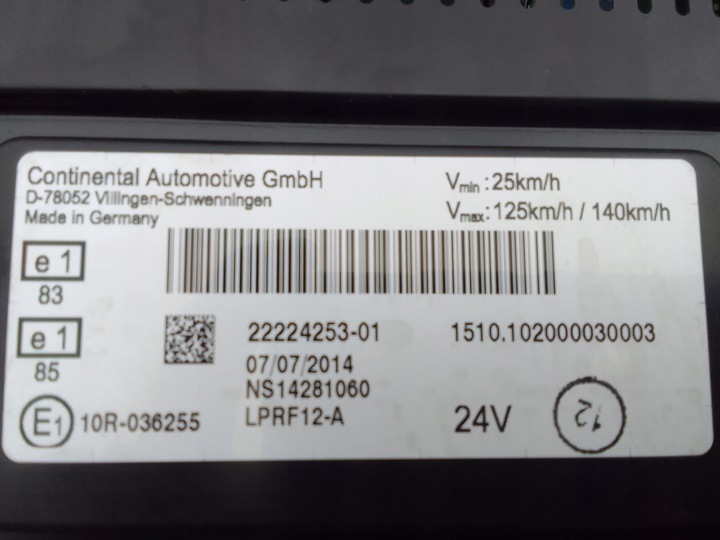 Continental Automotive GmbH
D-78052 Villingen-Schwenningen
Made in Germany
Vmin :25km/h
Vmax:125km/h / 140km/h
e 1
83
e 1
85
22224253-01
1510.102000030003
07/07/2014
NS14281060
LPRF12-A
E1 10R-036255
24V
12